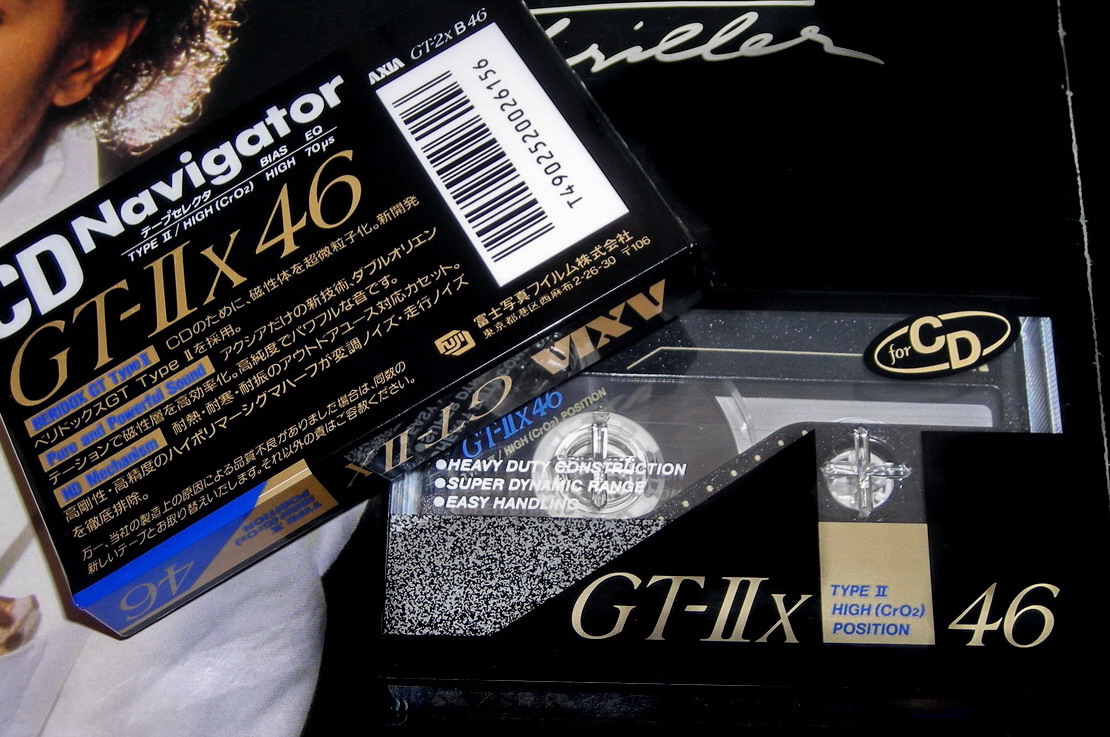 Thriller
AXIA GT-2x B 46
T4902520026156
CD Navigator
テープセレクタ BIAS EQ
TYPE II / HIGH (CrO2) HIGH 70μs
GT-IIx 46
BERIDOX GT Type II CDのために、磁性体を超微粒子化。新開発
ベリドックスGT Type IIを採用。
Pure and Powerful Sound アクシアだけの新技術、ダブルオリエン
テーションで磁性層を高効率化。高純度でパワフルな音です。
HD Mechanism 耐熱・耐寒・耐振のアウトドアユース対応カセット。
高剛性・高精度のハイポリマーシグマハーフが変調ノイズ・走行ノイズ
を徹底排除。
万一、当社の製造上の原因による品質不良がありました場合は、同数の
新しいテープとお取り替えいたします。それ以外の責はご容赦ください。
FUJI 富士写真フイルム株式会社
東京都港区西麻布2-26-30 〒106
AXIA GT-IIx
TYPE II (CrO2)
POSITION
46
for CD
GT-IIx 46
/ HIGH (CrO2) POSITION
●HEAVY DUTY CONSTRUCTION
●SUPER DYNAMIC RANGE
●EASY HANDLING
GT-IIx 46
TYPE II
HIGH (CrO2)
POSITION